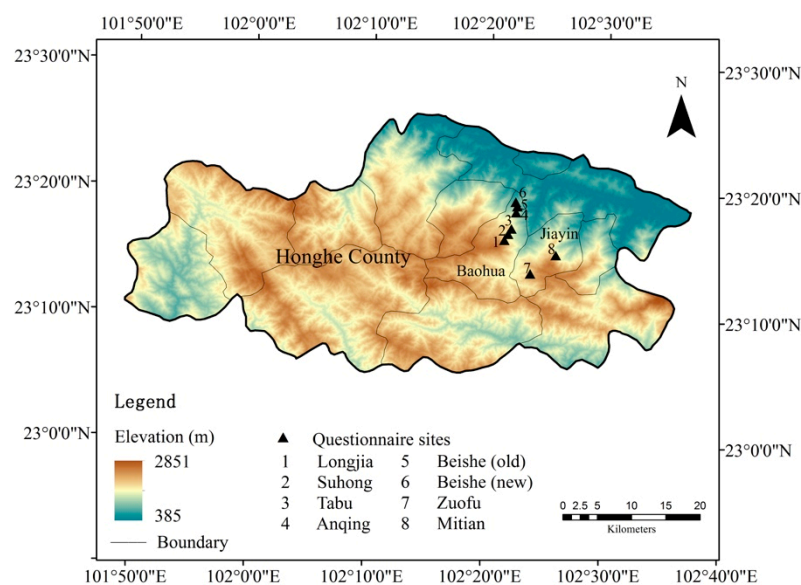 101°50'0"E 102°0'0"E 102°10'0"E 102°20'0"E 102°30'0"E
23°30'0"N
23°30'0"N
N
23°20'0"N
23°20'0"N
6
5
4
3
2
1
Jiayin
8
Honghe County
Baohua
7
23°10'0"N
23°10'0"N
Legend
Elevation (m)
2851
385
Boundary
23°0'0"N
23°0'0"N
Questionnaire sites
1 Longjia 5 Beishe (old)
2 Suhong 6 Beishe (new)
3 Tabu 7 Zuofu
4 Anqing 8 Mitian
0 2.5 5 10 15 20
Kilometers
101°50'0"E 102°0'0"E 102°10'0"E 102°20'0"E 102°30'0"E 102°40'0"E